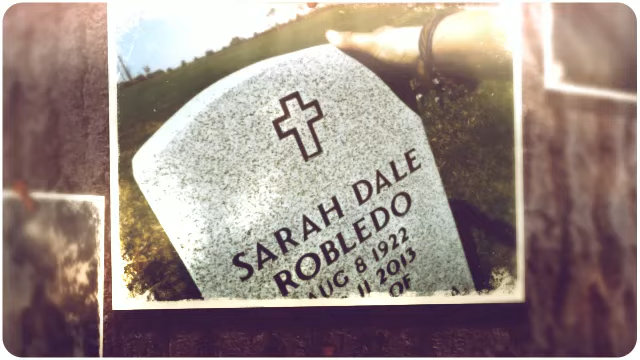 SARAH DALE
ROBLEDO
AUG 8 1922
11 2013
OF